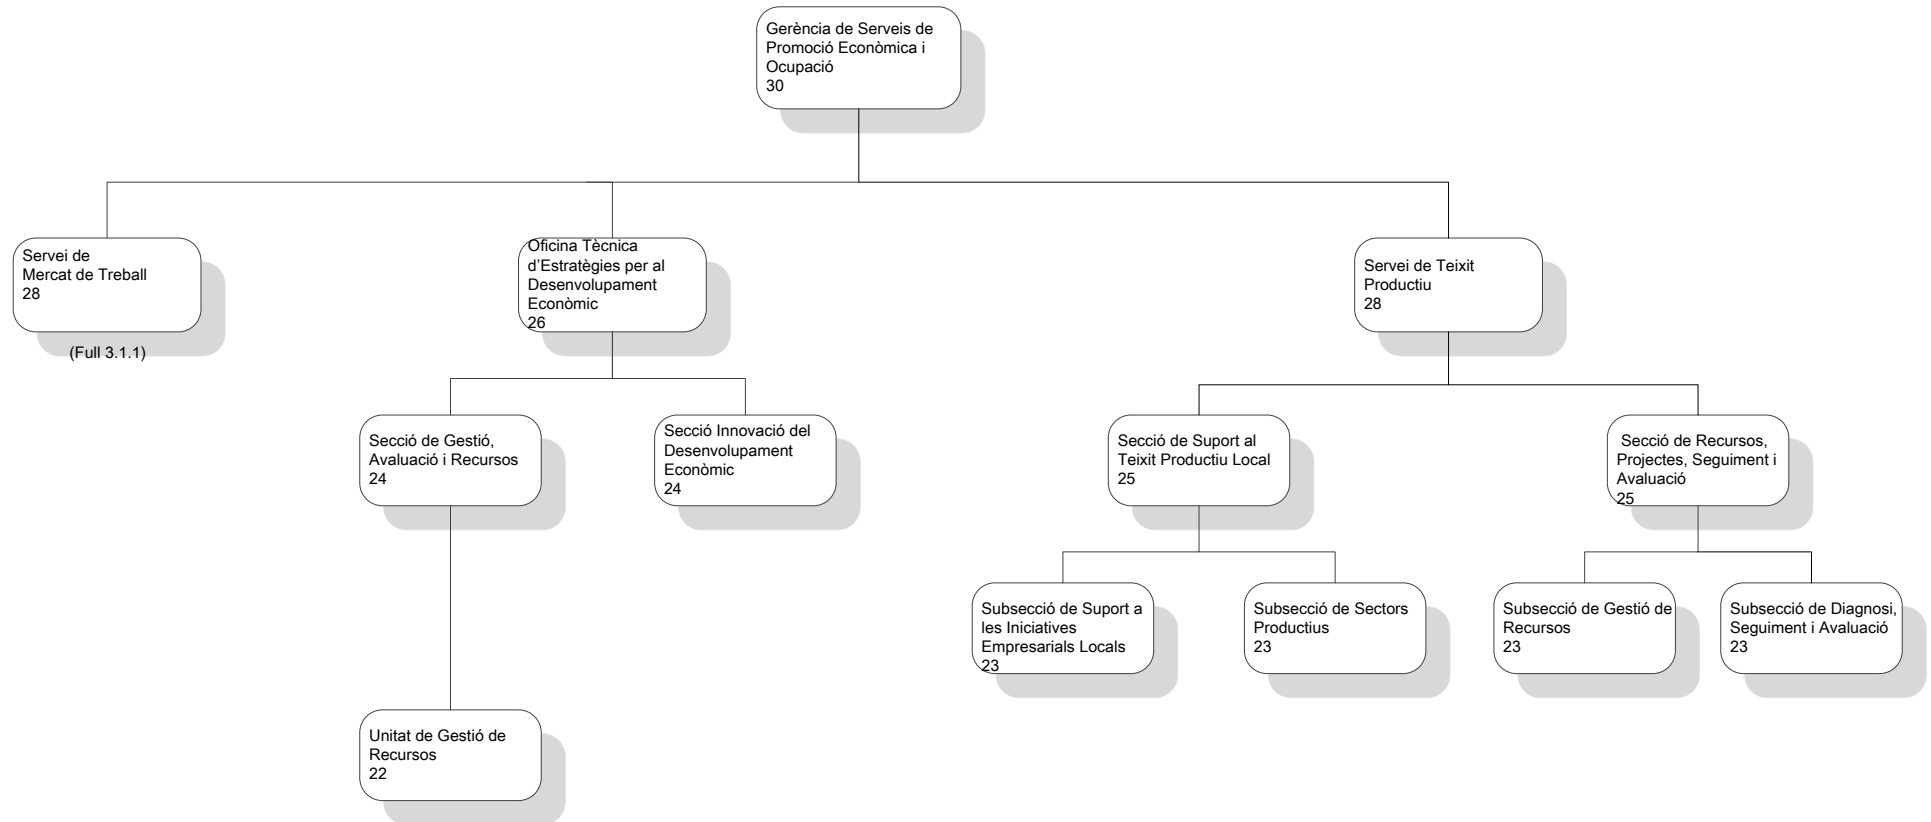 Gerència de Serveis de
Promoció Econòmica i
Ocupació
30
Servei de
Mercat de Treball
28
(Full 3.1.1)
Oficina Tècnica
d’Estratègies per al
Desenvolupament
Econòmic
26
Servei de Teixit
Productiu
28
Secció de Gestió,
Avaluació i Recursos
24
Secció Innovació del
Desenvolupament
Econòmic
24
Secció de Suport al
Teixit Productiu Local
25
Secció de Recursos,
Projectes, Seguiment i
Avaluació
25
Subsecció de Suport a
les Iniciatives
Empresarials Locals
23
Subsecció de Sectors
Productius
23
Subsecció de Gestió de
Recursos
23
Subsecció de Diagnosi,
Seguiment i Avaluació
23
Unitat de Gestió de
Recursos
22